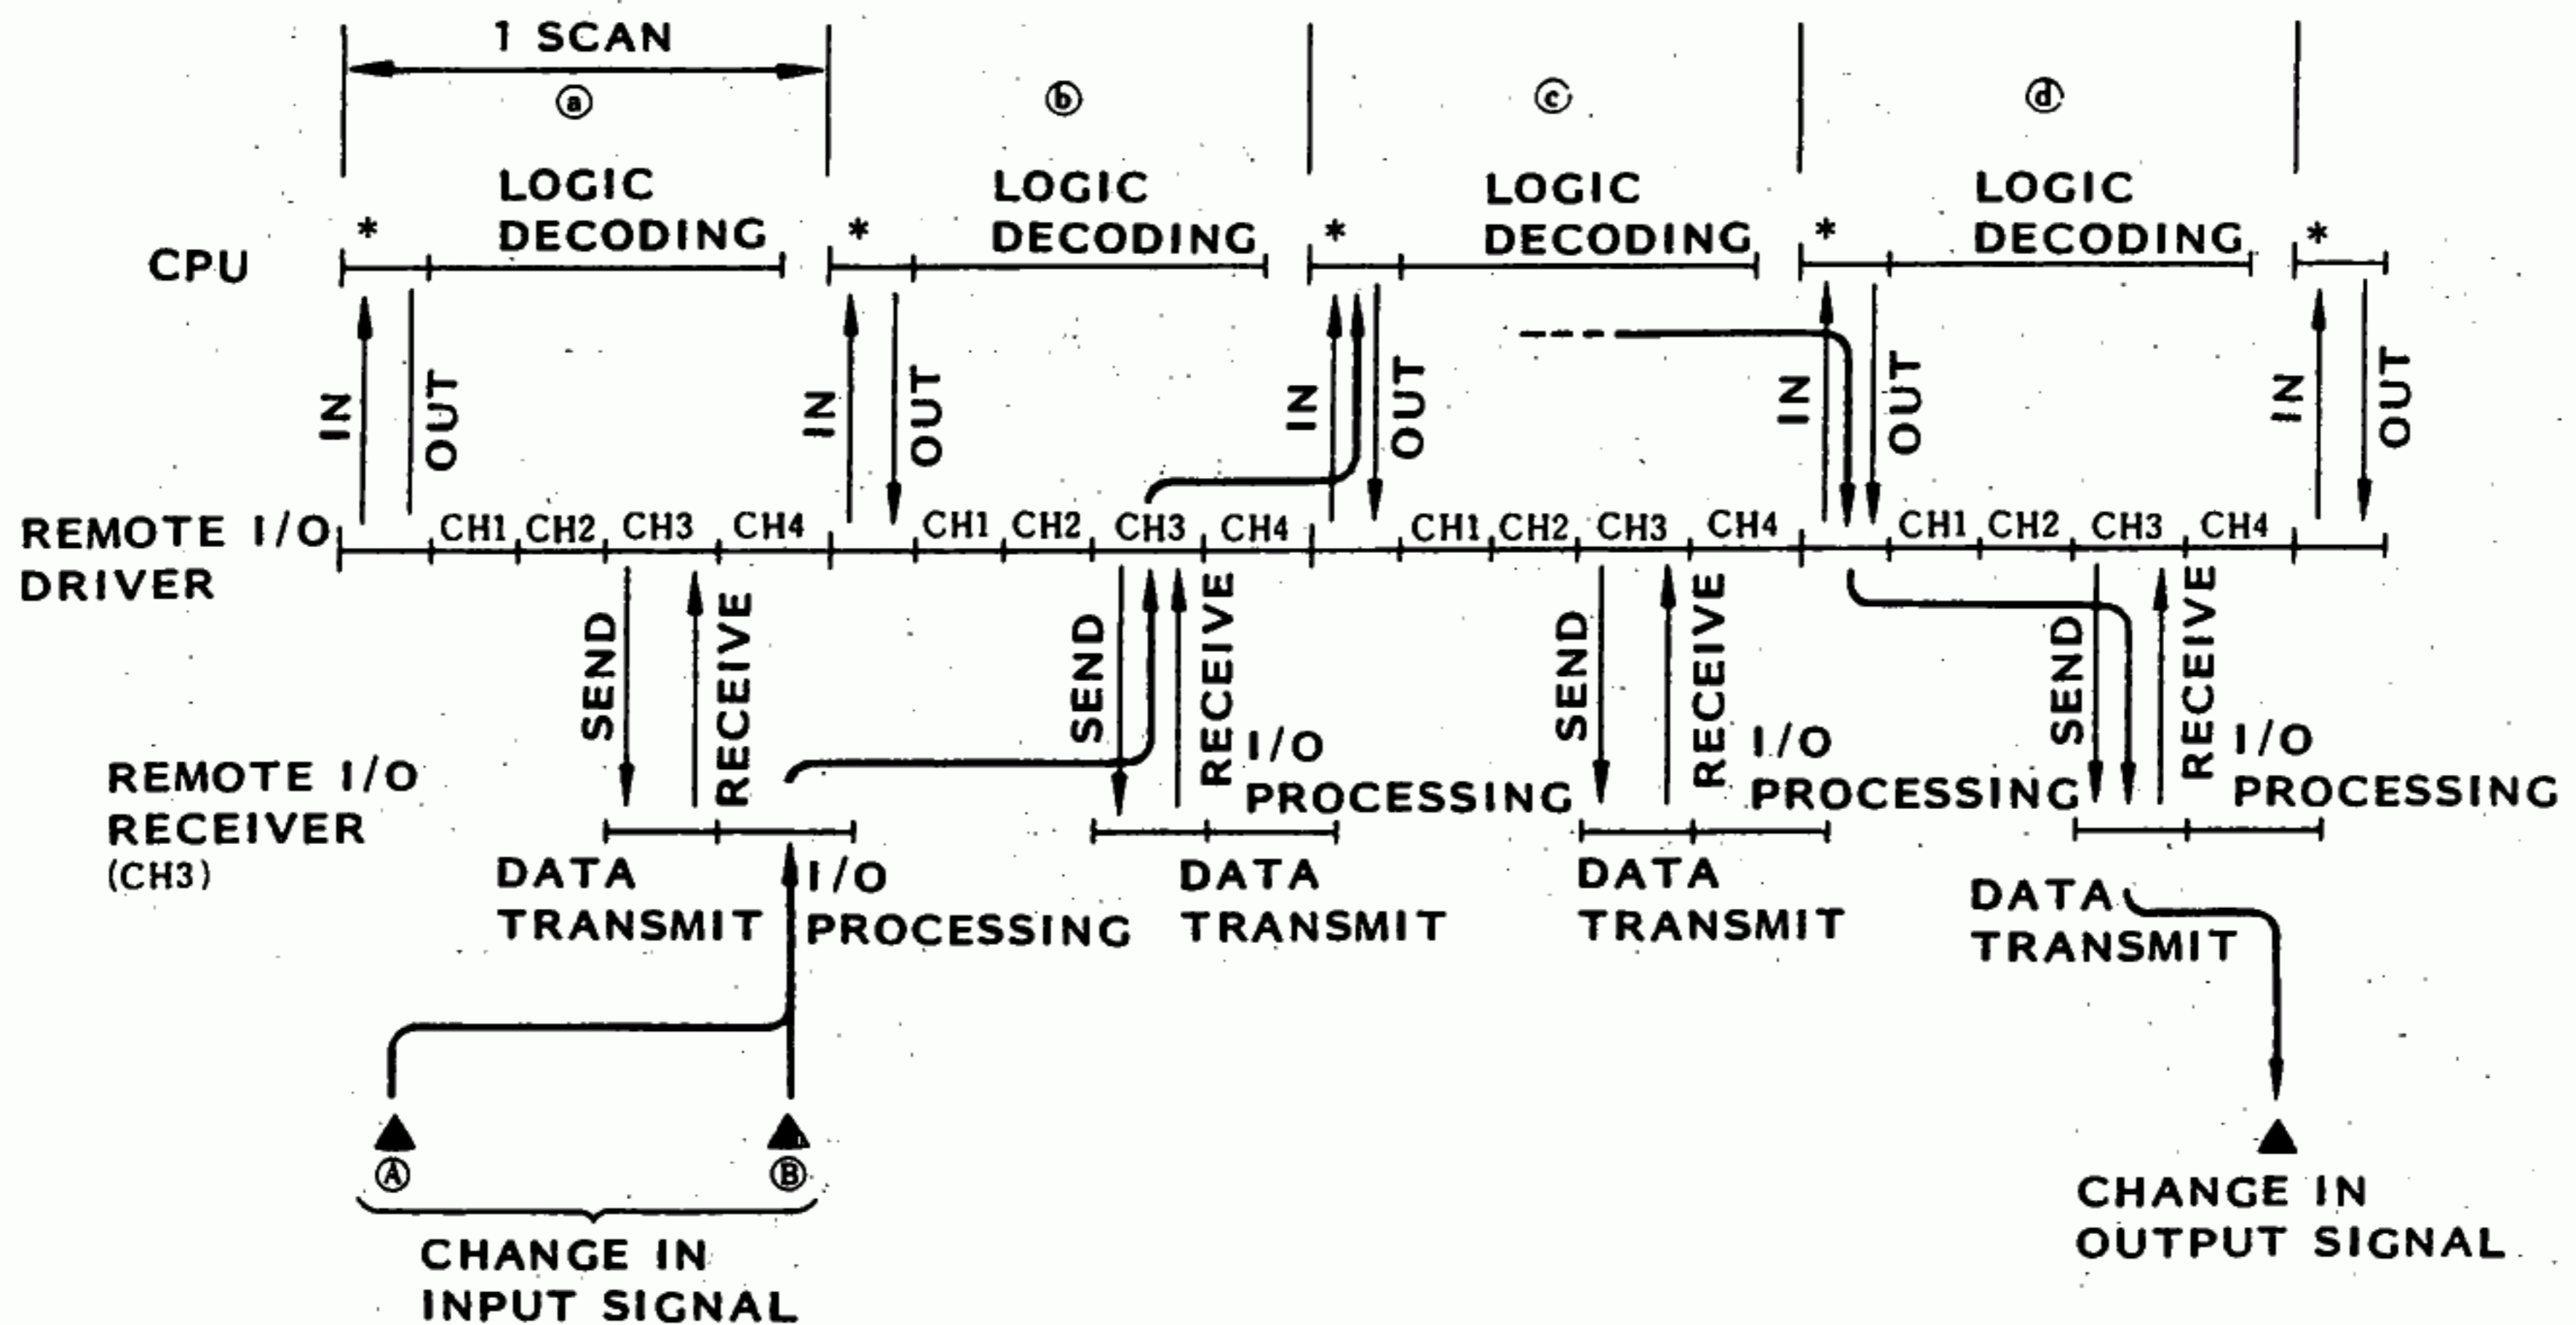 1 SCAN
ⓐ
ⓑ
ⓒ
ⓓ
LOGIC
DECODING
LOGIC
DECODING
LOGIC
DECODING
LOGIC
DECODING
*
*
*
*
*
CPU
IN
OUT
IN
OUT
IN
OUT
IN
OUT
IN
OUT
REMOTE I/O
DRIVER
CH1 CH2 CH3 CH4
CH1 CH2 CH3 CH4
CH1 CH2 CH3 CH4
CH1 CH2 CH3 CH4
SEND
RECEIVE
SEND
RECEIVE
SEND
RECEIVE
SEND
RECEIVE
I/O
PROCESSING
I/O
PROCESSING
I/O
PROCESSING
REMOTE I/O
RECEIVER
(CH3)
DATA
TRANSMIT
I/O
PROCESSING
DATA
TRANSMIT
DATA
TRANSMIT
DATA
TRANSMIT
Ⓐ
Ⓑ
CHANGE IN
INPUT SIGNAL
CHANGE IN
OUTPUT SIGNAL